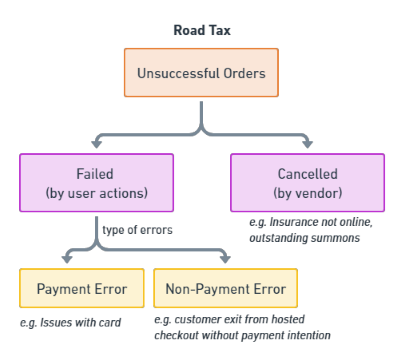 Road Tax
Unsuccessful Orders
Failed
(by user actions)
Cancelled
(by vendor)
e.g. Insurance not online,
outstanding summons
type of errors
Payment Error
Non-Payment Error
e.g. Issues with card
e.g. customer exit from hosted
checkout without payment intention